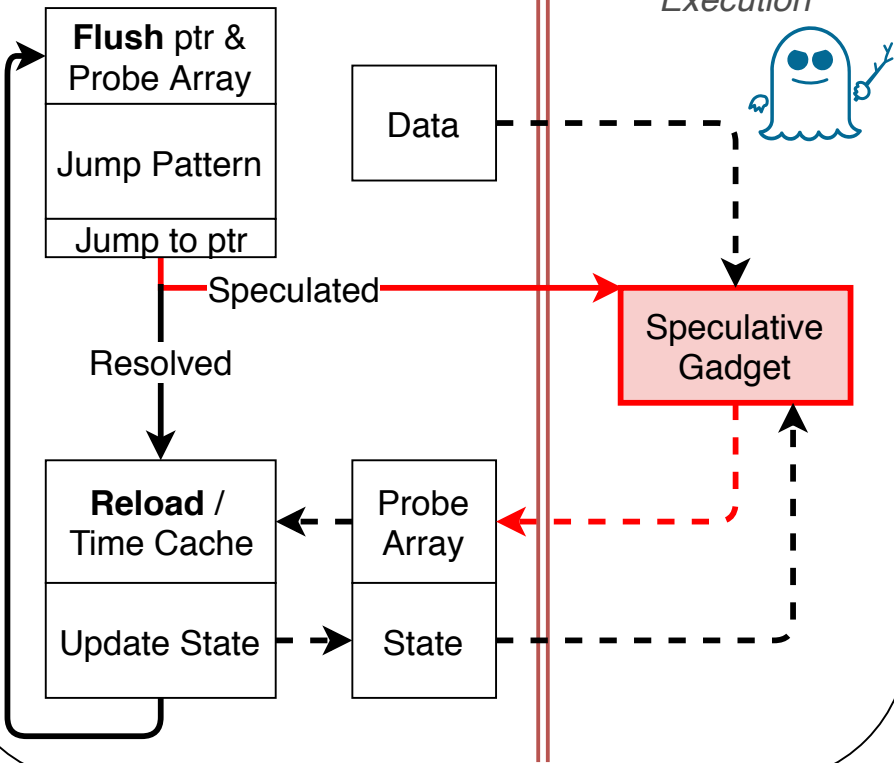 Execution
Flush ptr &
Probe Array
Data
Jump Pattern
Jump to ptr
Speculated
Speculative
Gadget
Resolved
Reload /
Time Cache
Probe
Array
Update State
State